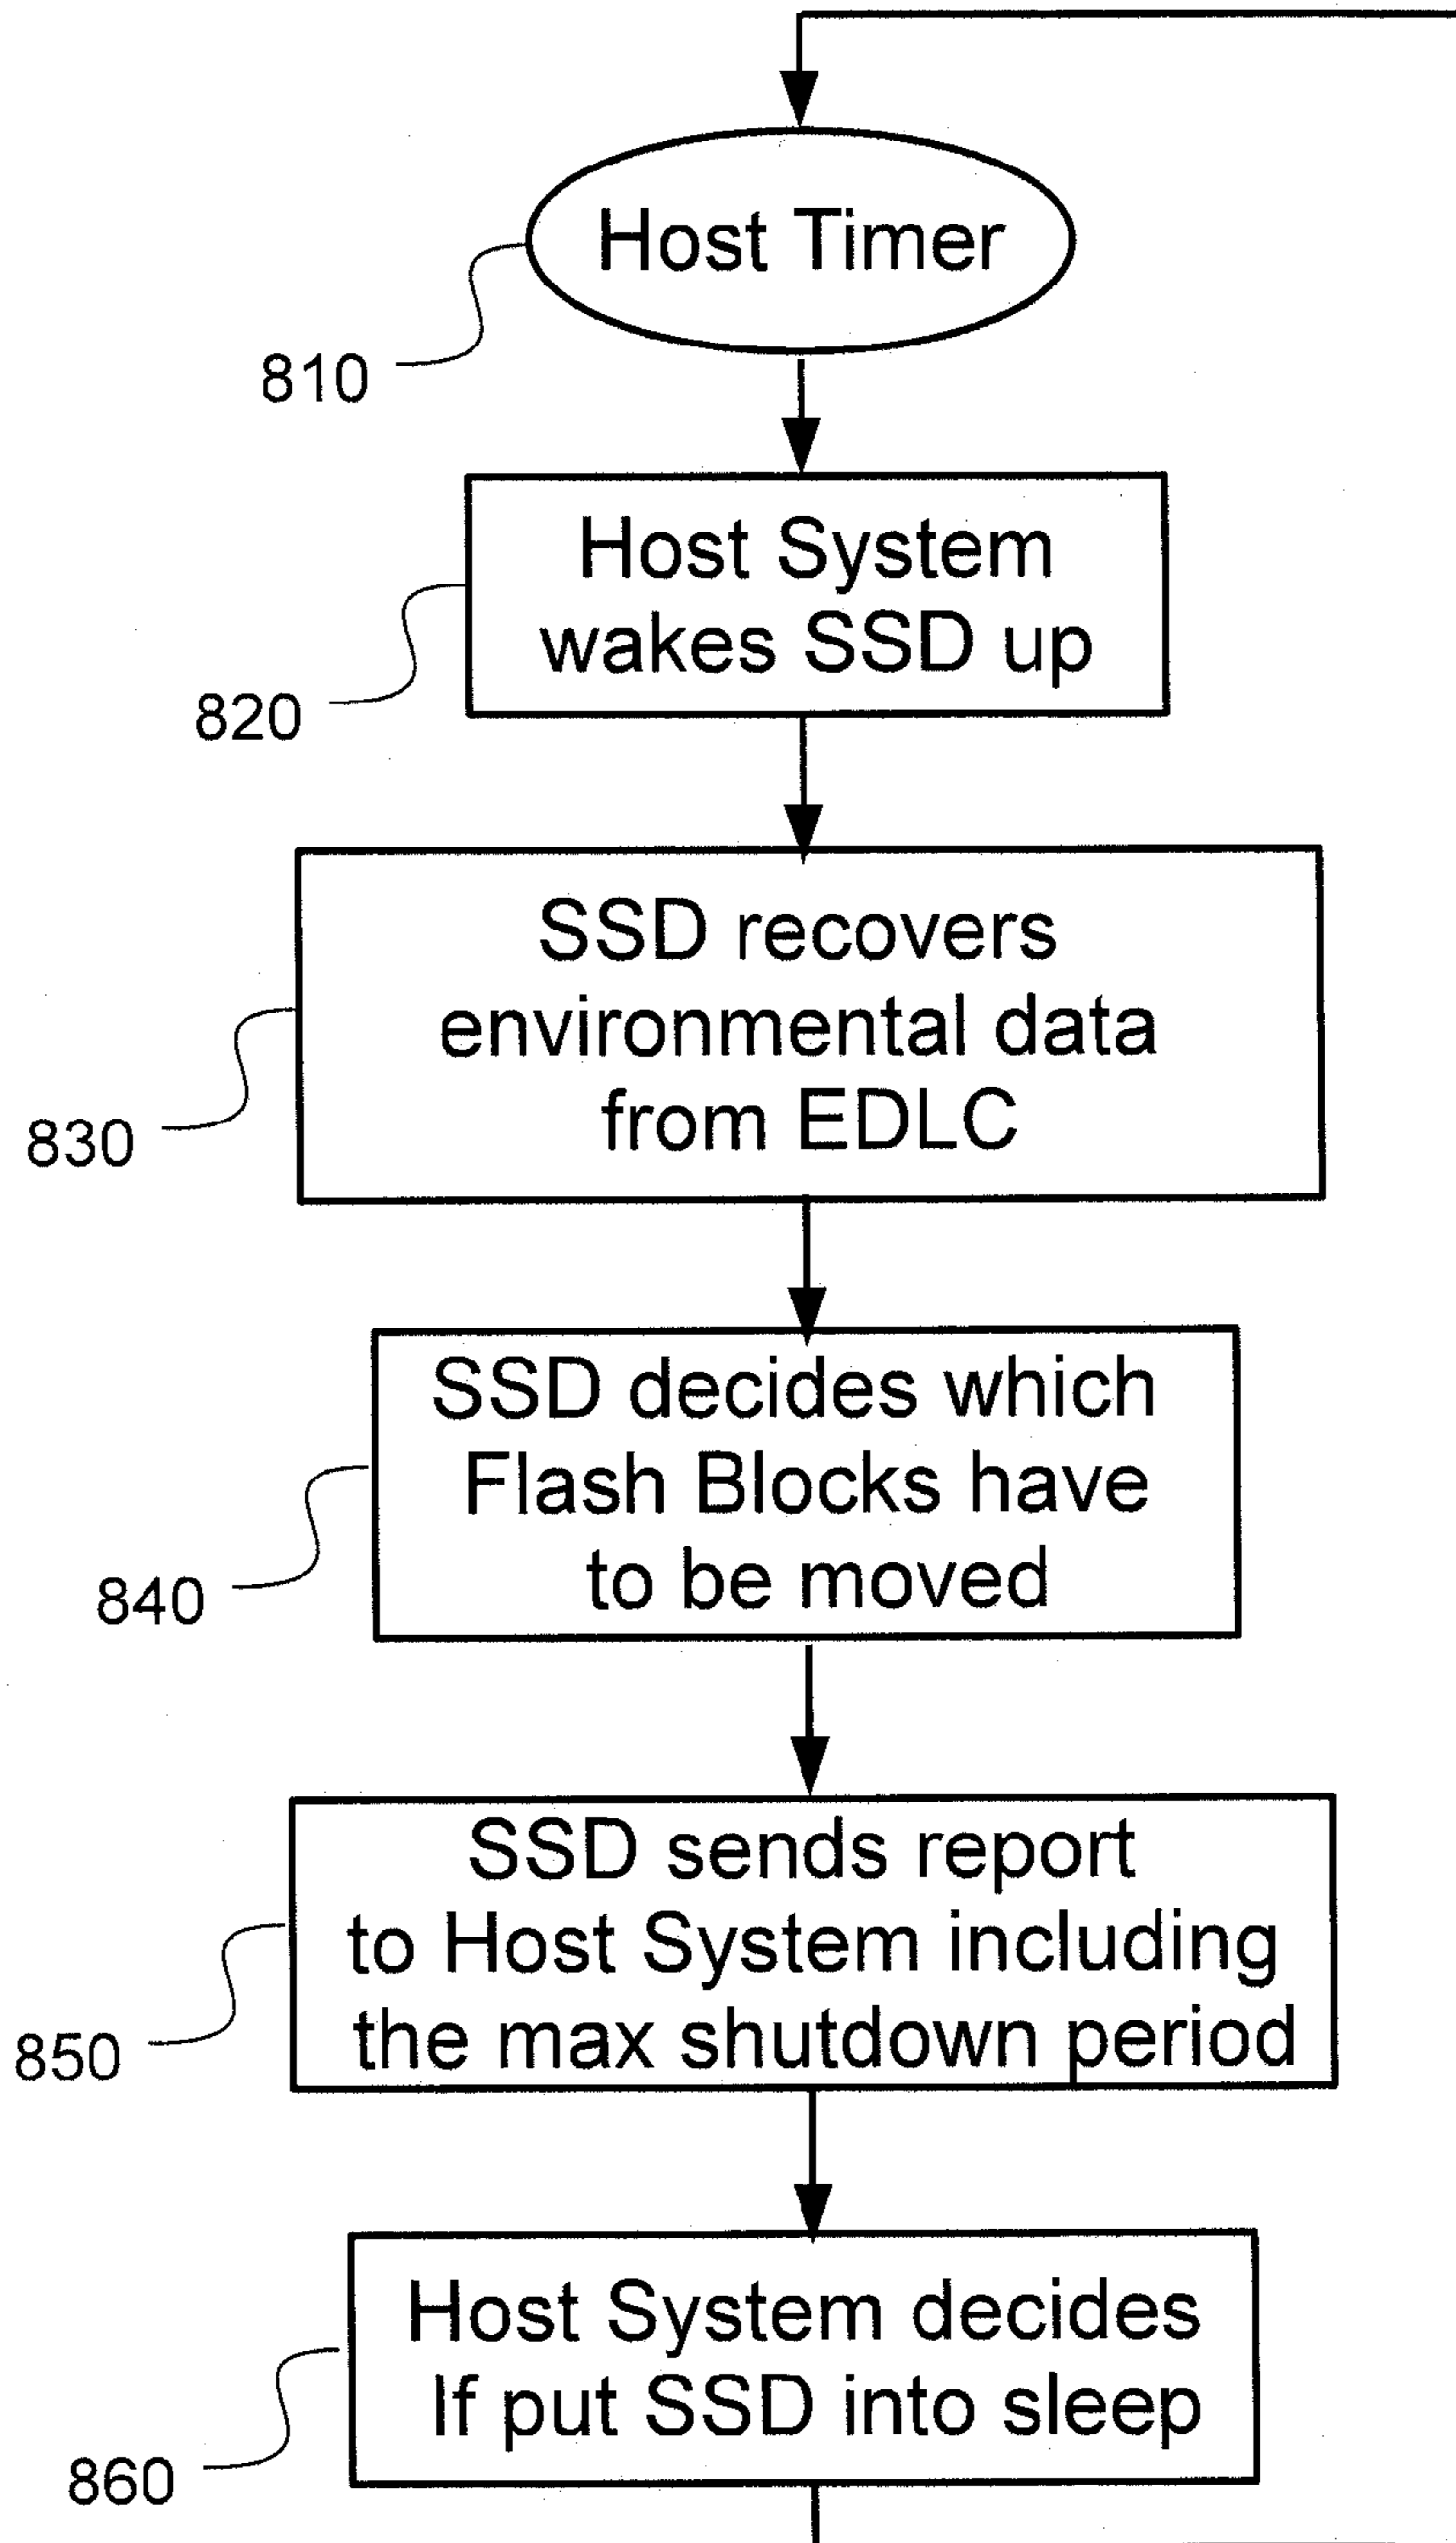 Host Timer
810
Host System
wakes SSD up
820
SSD recovers
environmental data
from EDLC
830
SSD decides which
Flash Blocks have
to be moved
840
SSD sends report
to Host System including
the max shutdown period
850
Host System decides
If put SSD into sleep
860